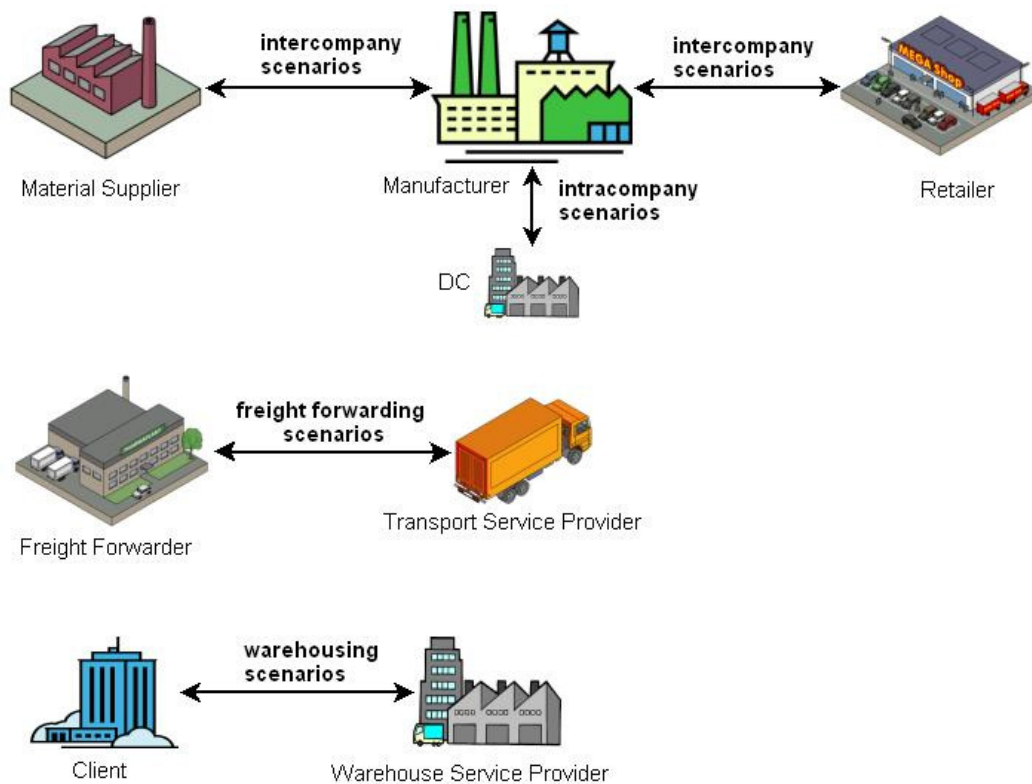 intercompany
scenarios
intercompany
scenarios
MEGA Shop
Material Supplier
Manufacturer
Retailer
intracompany
scenarios
DC
freight forwarding
scenarios
Freight Forwarder
Transport Service Provider
warehousing
scenarios
Client
Warehouse Service Provider